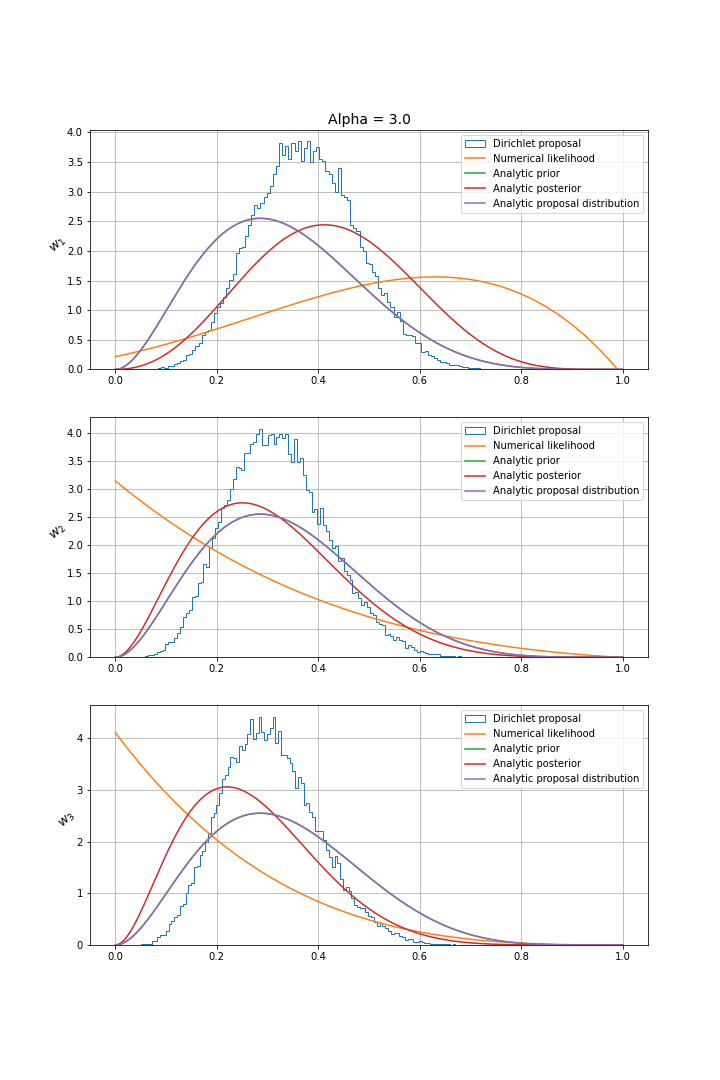 Alpha = 3.0
4.0
3.5
3.0
2.5
2.0
1.5
1.0
0.5
0.0
w1
Dirichlet proposal
Numerical likelihood
Analytic prior
Analytic posterior
Analytic proposal distribution
0.0 0.2 0.4 0.6 0.8 1.0
4.0
3.5
3.0
2.5
2.0
1.5
1.0
0.5
0.0
w2
Dirichlet proposal
Numerical likelihood
Analytic prior
Analytic posterior
Analytic proposal distribution
0.0 0.2 0.4 0.6 0.8 1.0
4
3
2
1
0
w3
Dirichlet proposal
Numerical likelihood
Analytic prior
Analytic posterior
Analytic proposal distribution
0.0 0.2 0.4 0.6 0.8 1.0